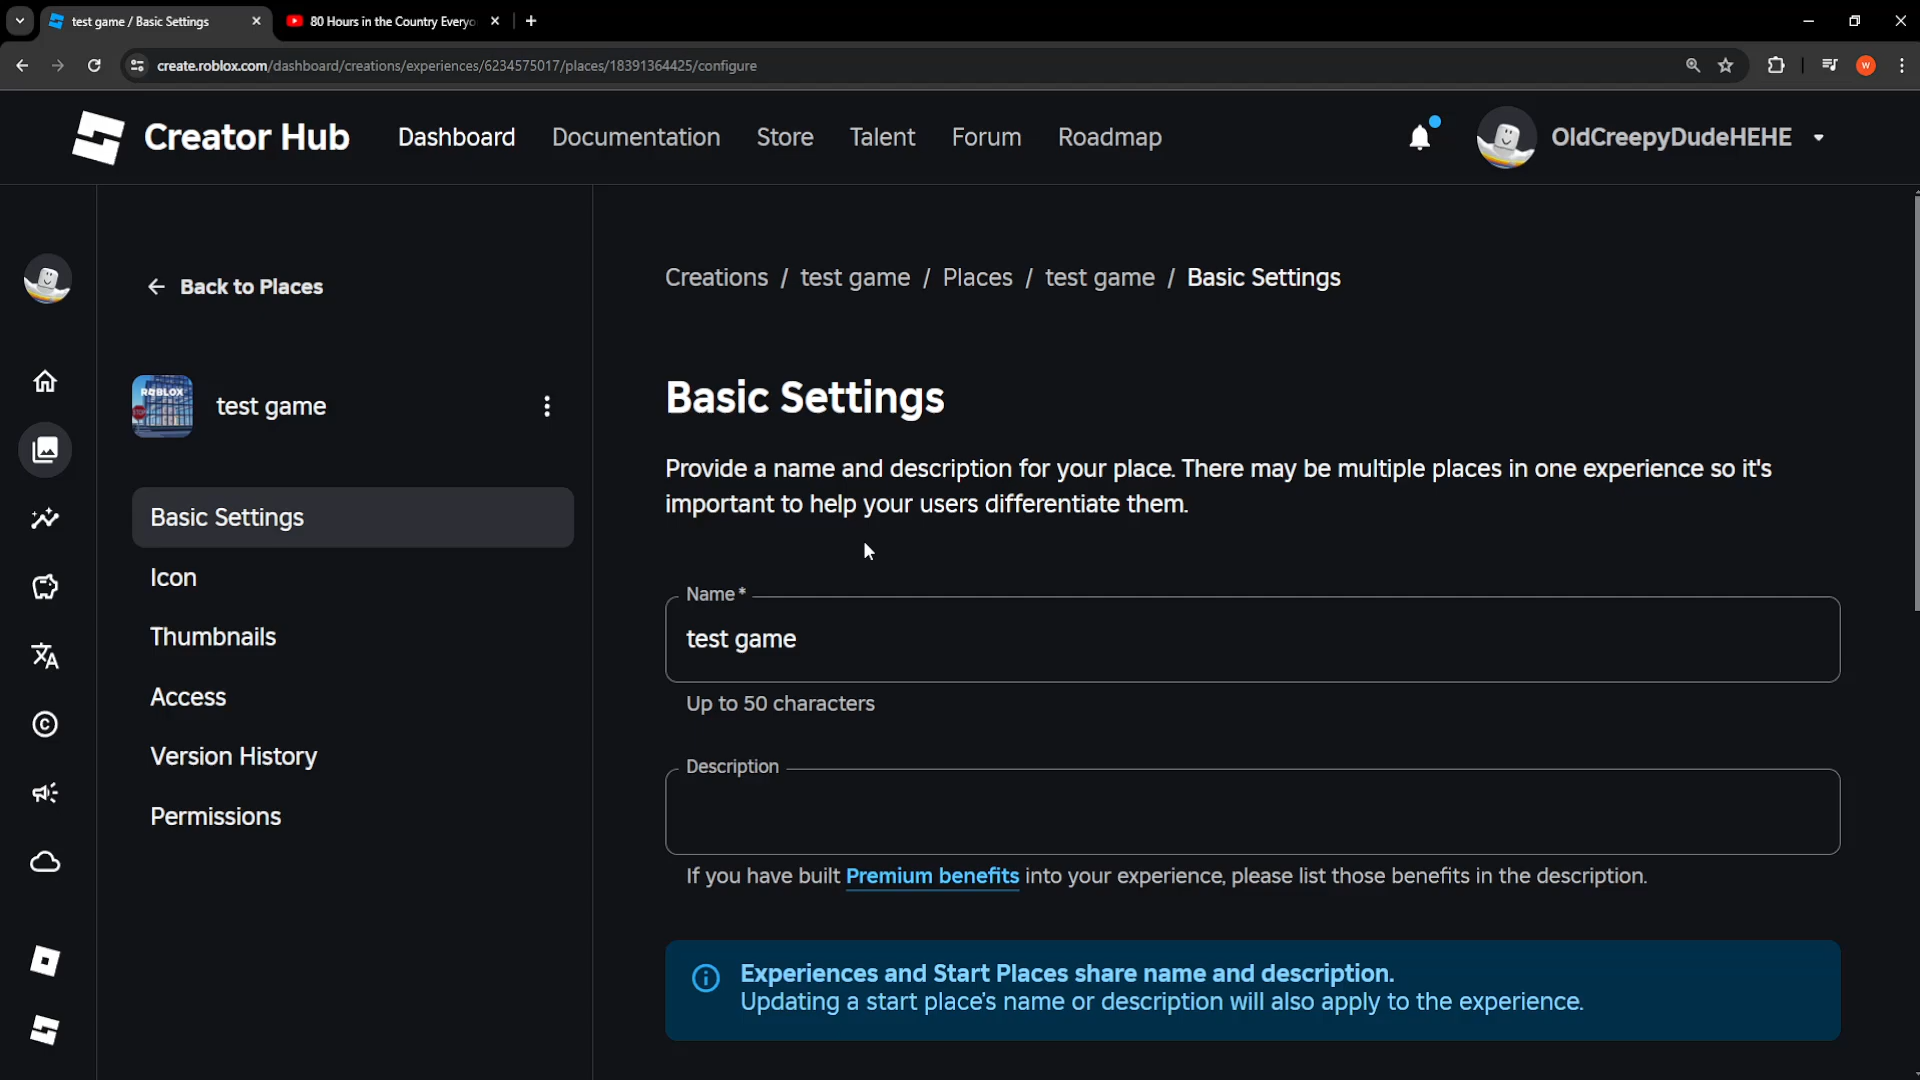 test game / Basic Settings
80 Hours in the Country Everyo
create.roblox.com/dashboard/creations/experiences/6234575017/places/18391364425/configure
W
Creator Hub
Dashboard
Documentation
Store
Talent
Forum
Roadmap
OldCreepyDudeHEHE
Back to Places
Creations / test game / Places / test game / Basic Settings
ROBLOX
STOP
test game
Basic Settings
Icon
Thumbnails
Access
Version History
Permissions
Basic Settings
Provide a name and description for your place. There may be multiple places in one experience so it's
important to help your users differentiate them.
Name*
test game
Up to 50 characters
Description
If you have built Premium benefits into your experience, please list those benefits in the description.
Experiences and Start Places share name and description.
Updating a start place's name or description will also apply to the experience.